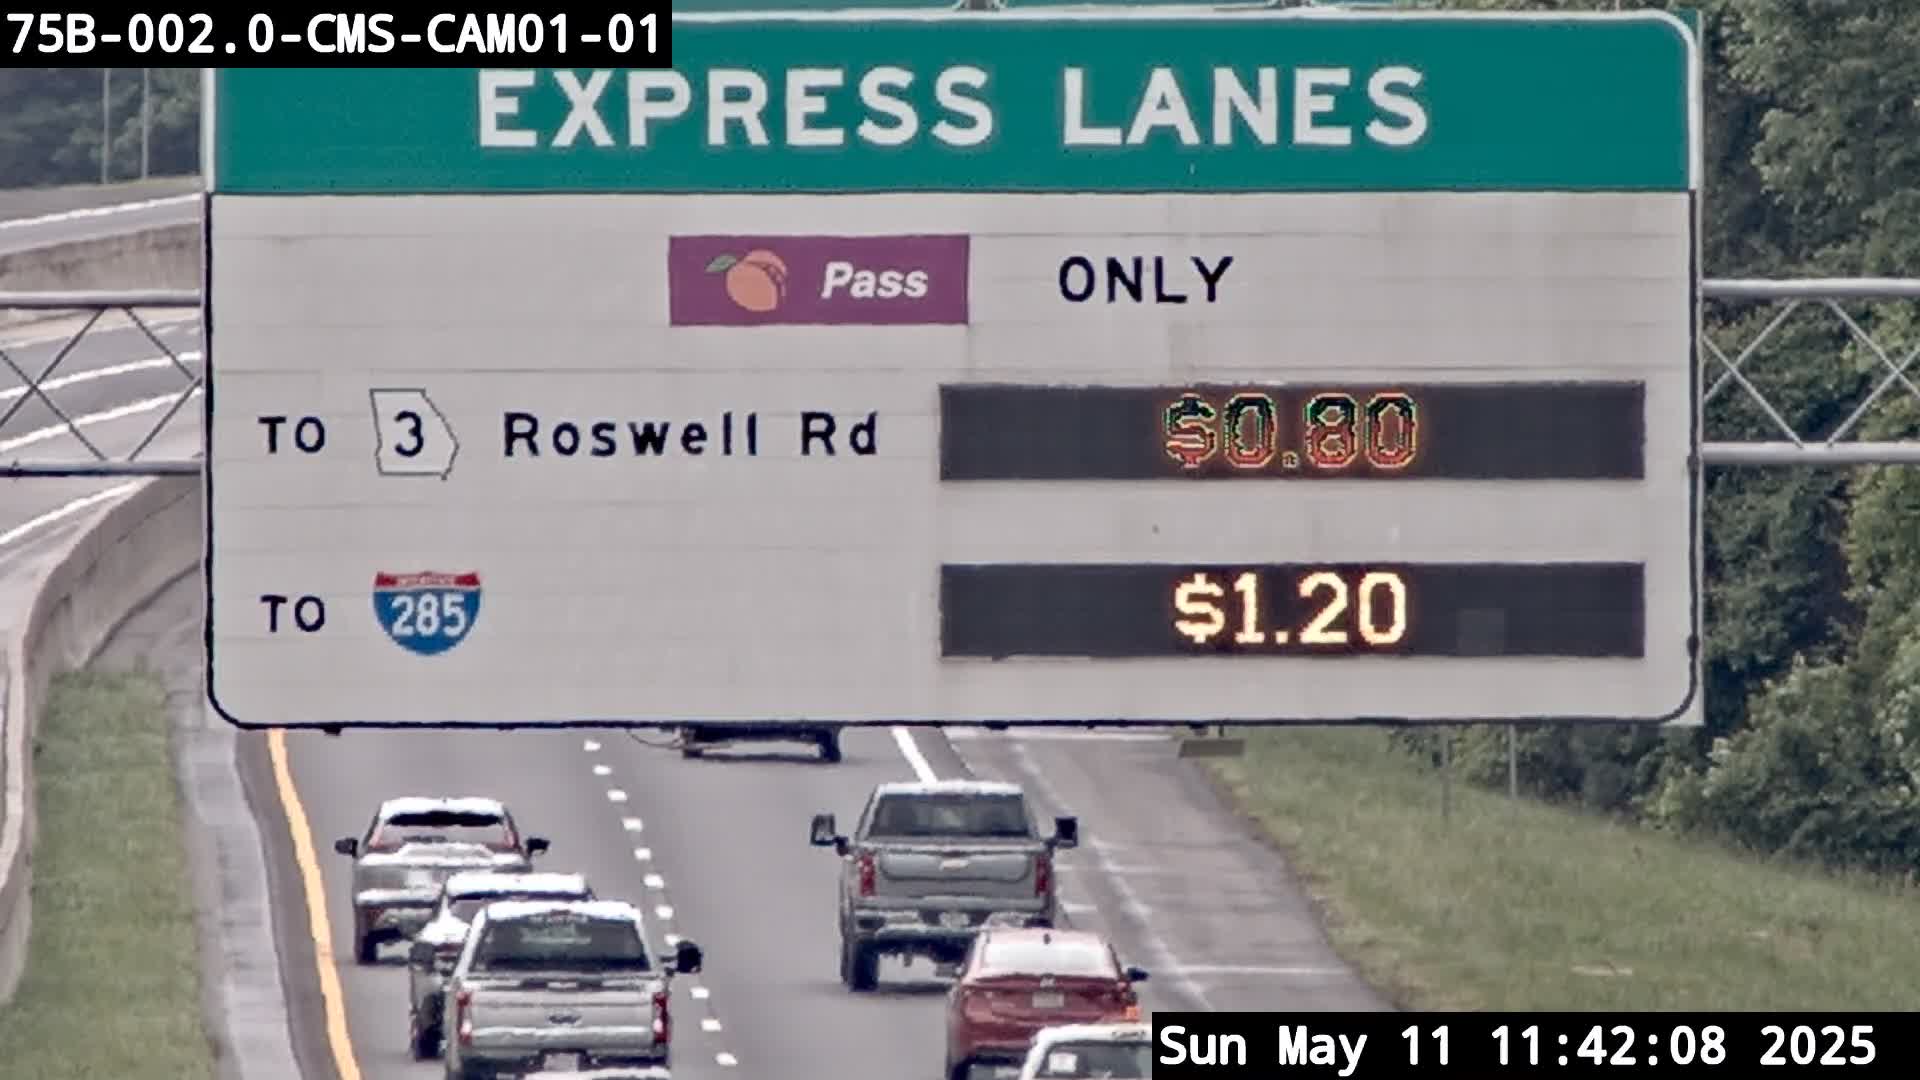 75B-002.0-CMS-CAM01-01
EXPRESS LANES
Pass ONLY
TO 3 Roswell Rd $0.80
TO INTERSTATE 285 $1.20
Sun May 11 11:42:08 2025